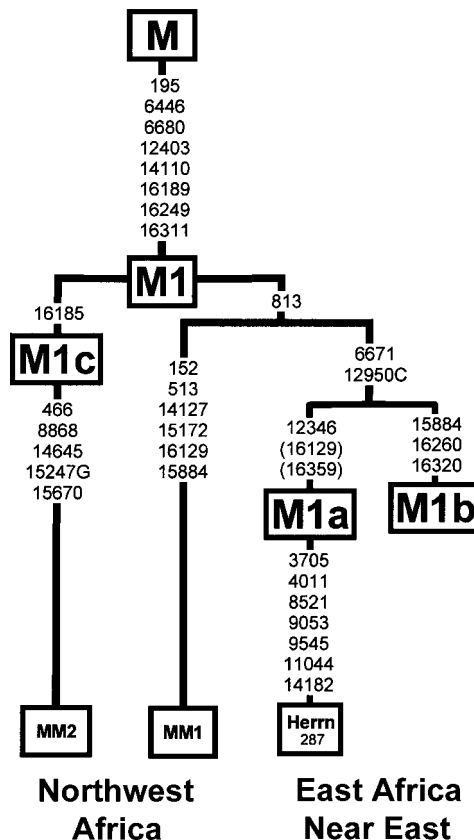 M
195
6446
6680
12403
14110
16189
16249
16311
M1
16185
813
M1c
466
8868
14645
15247G
15670
152
513
14127
15172
16129
15884
6671
12950C
12346
(16129)
(16359)
15884
16260
16320
M1a
M1b
3705
4011
8521
9053
9545
11044
14182
MM2
MM1
Herrn
287
Northwest
Africa
East Africa
Near East